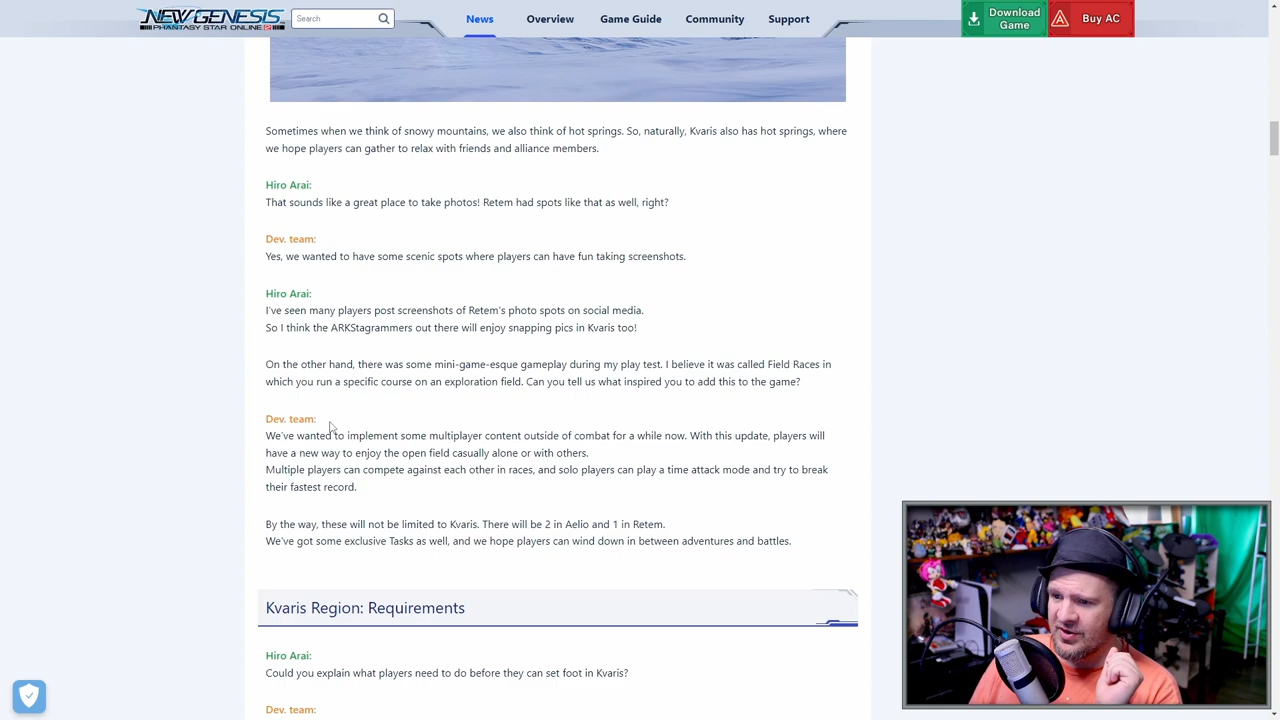 NEW GENESIS
PHANTASY STAR ONLINE 2
Search
News
Overview
Game Guide
Community
Support
Download
Game
Buy AC
Sometimes when we think of snowy mountains, we also think of hot springs. So, naturally, Kvaris also has hot springs, where
we hope players can gather to relax with friends and alliance members.
Hiro Arai:
That sounds like a great place to take photos! Retem had spots like that as well, right?
Dev. team:
Yes, we wanted to have some scenic spots where players can have fun taking screenshots.
Hiro Arai:
I've seen many players post screenshots of Retem's photo spots on social media.
So I think the ARKStagrammers out there will enjoy snapping pics in Kvaris too!
On the other hand, there was some mini-game-esque gameplay during my play test. I believe it was called Field Races in
which you run a specific course on an exploration field. Can you tell us what inspired you to add this to the game?
Dev. team:
We've wanted to implement some multiplayer content outside of combat for a while now. With this update, players will
have a new way to enjoy the open field casually alone or with others.
Multiple players can compete against each other in races, and solo players can play a time attack mode and try to break
their fastest record.
By the way, these will not be limited to Kvaris. There will be 2 in Aelio and 1 in Retem.
We've got some exclusive Tasks as well, and we hope players can wind down in between adventures and battles.
Kvaris Region: Requirements
Hiro Arai:
Could you explain what players need to do before they can set foot in Kvaris?
Dev. team: